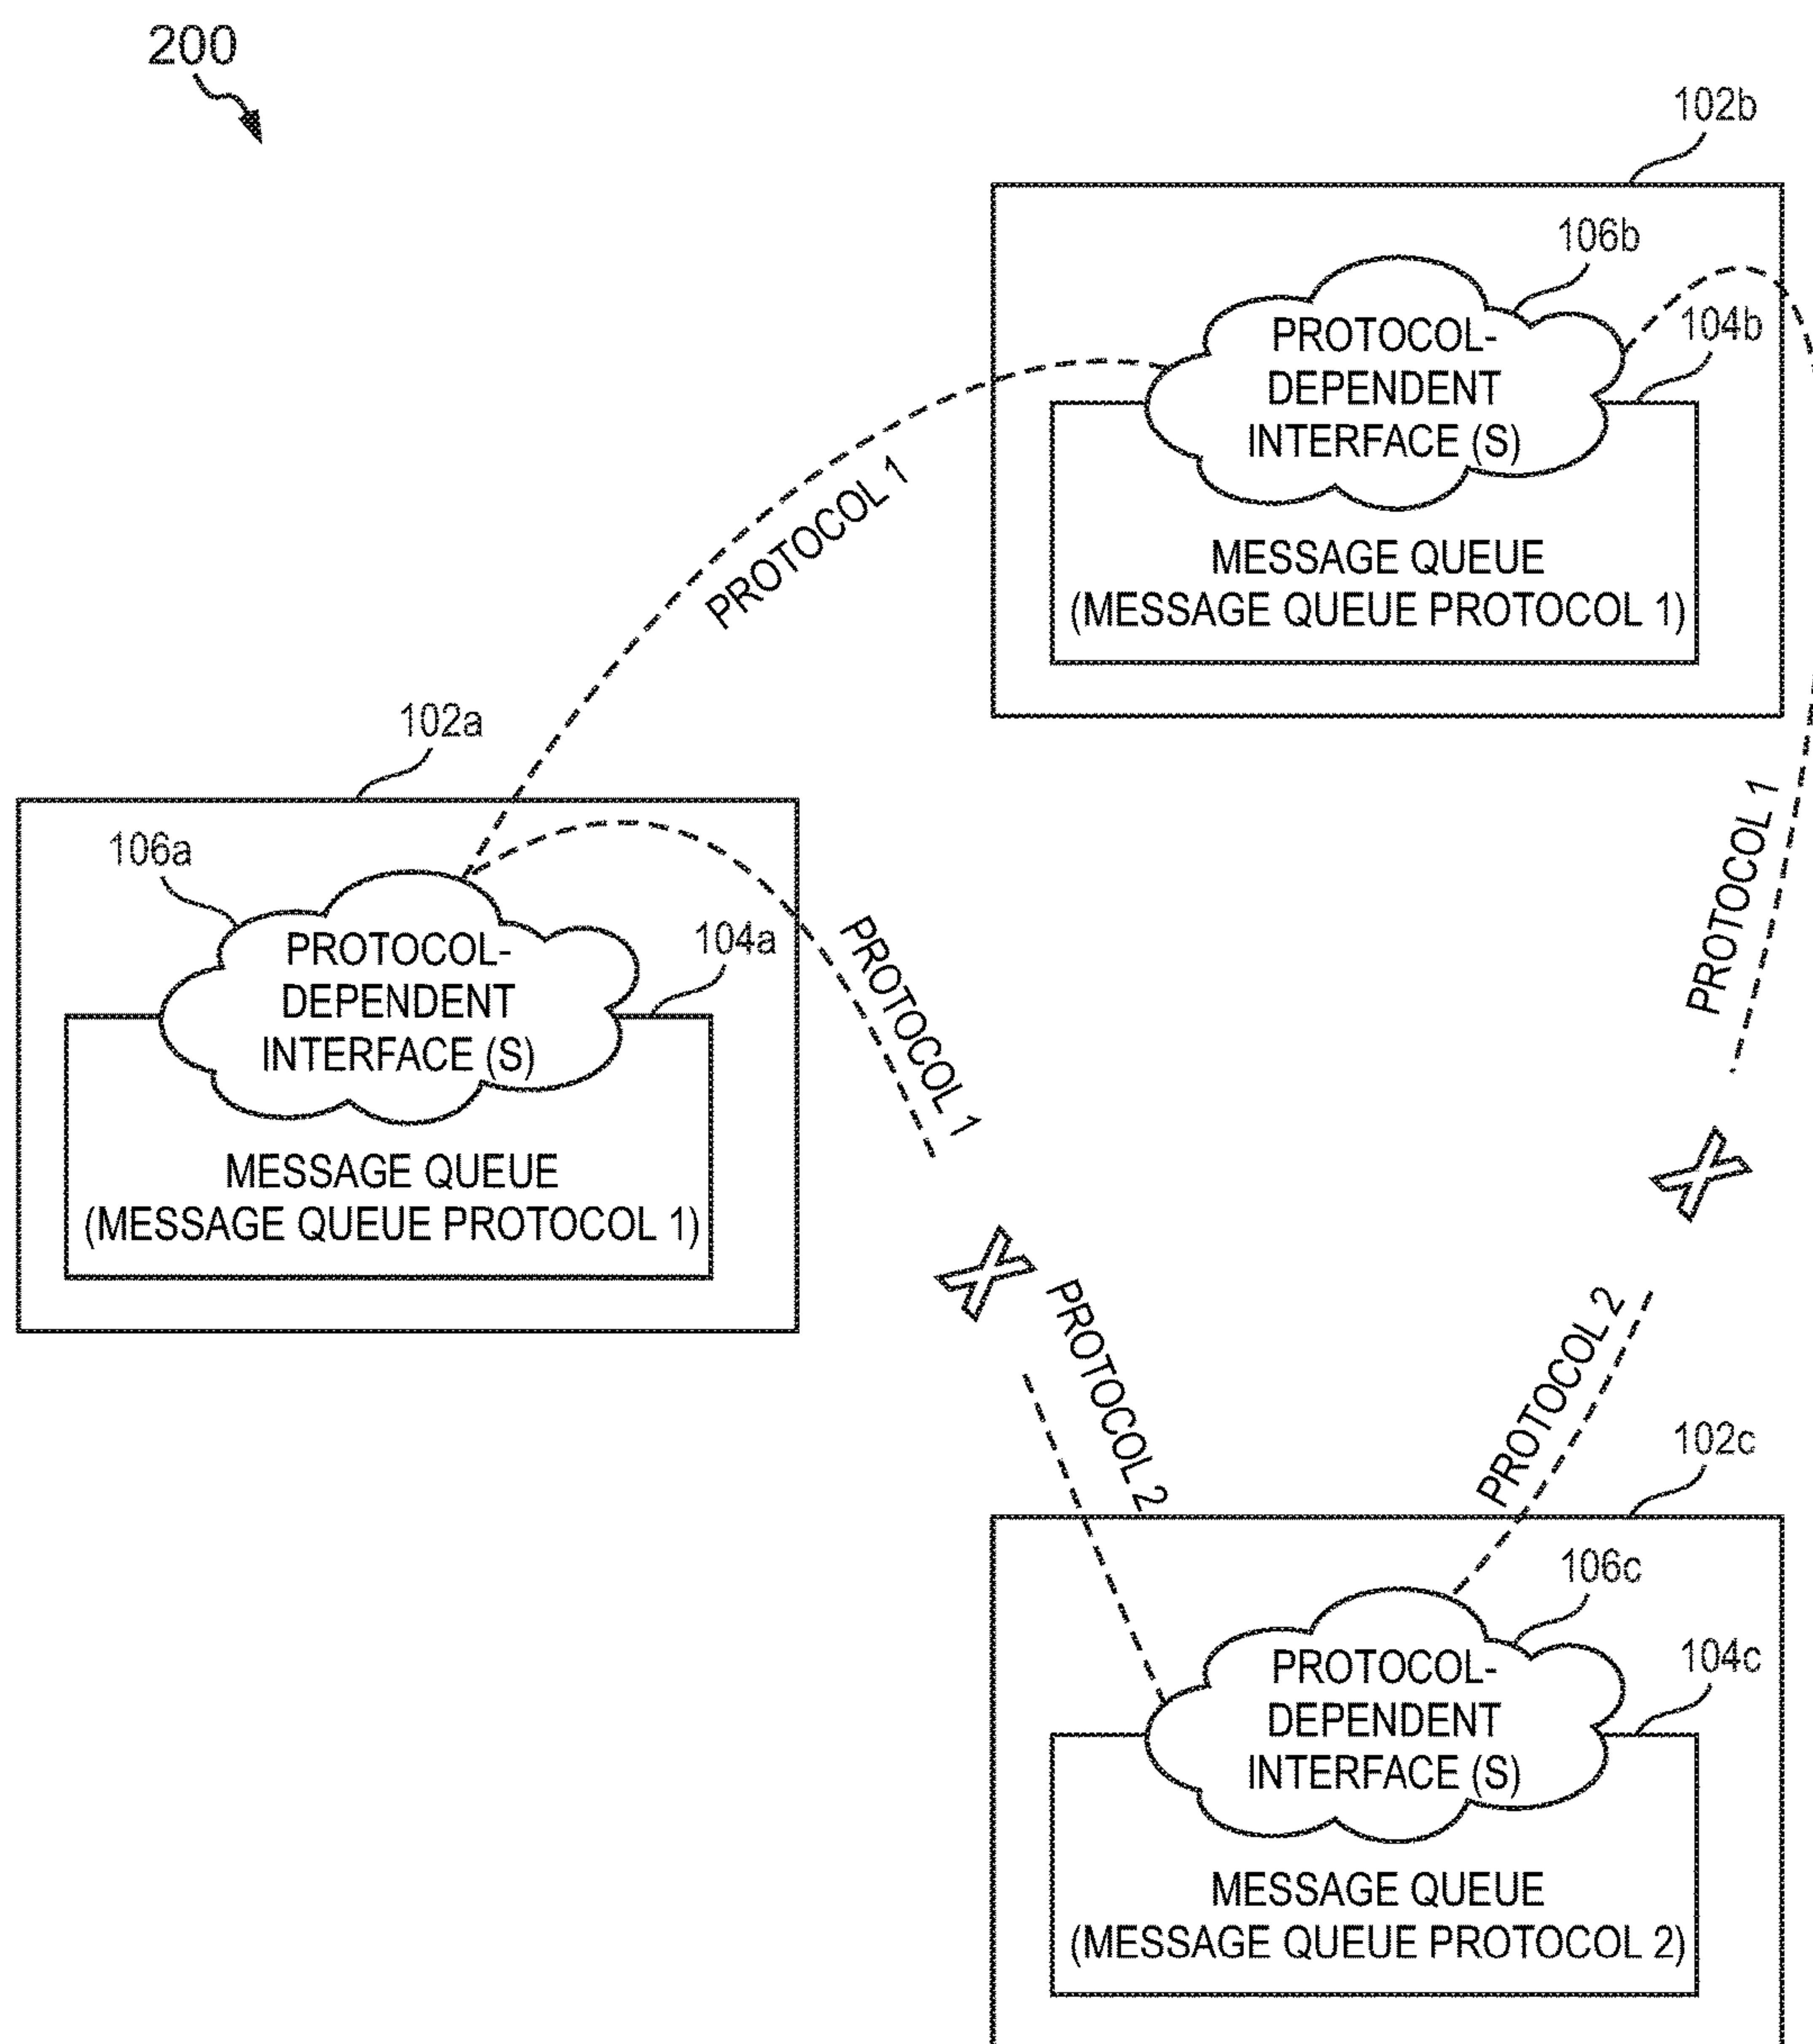 200
102b
106b
104b
PROTOCOL-
DEPENDENT
INTERFACE (S)
MESSAGE QUEUE
(MESSAGE QUEUE PROTOCOL 1)
PROTOCOL 1
102a
106a
104a
PROTOCOL-
DEPENDENT
INTERFACE (S)
MESSAGE QUEUE
(MESSAGE QUEUE PROTOCOL 1)
PROTOCOL 1
PROTOCOL 1
X
X
PROTOCOL 2
PROTOCOL 2
102c
106c
104c
PROTOCOL-
DEPENDENT
INTERFACE (S)
MESSAGE QUEUE
(MESSAGE QUEUE PROTOCOL 2)